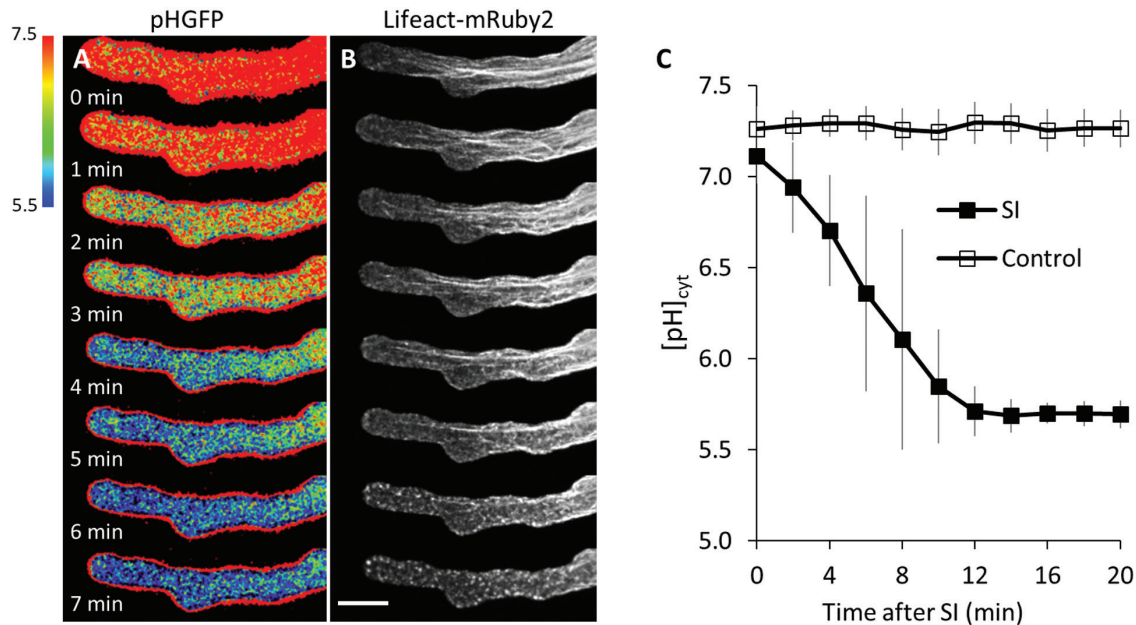 pHGFP
Lifeact-mRuby2
7.5
5.5
A
0 min
1 min
2 min
3 min
4 min
5 min
6 min
7 min
B
C
7.5
7.0
6.5
6.0
5.5
5.0
[pH]cyt
SI
Control
0 4 8 12 16 20
Time after SI (min)